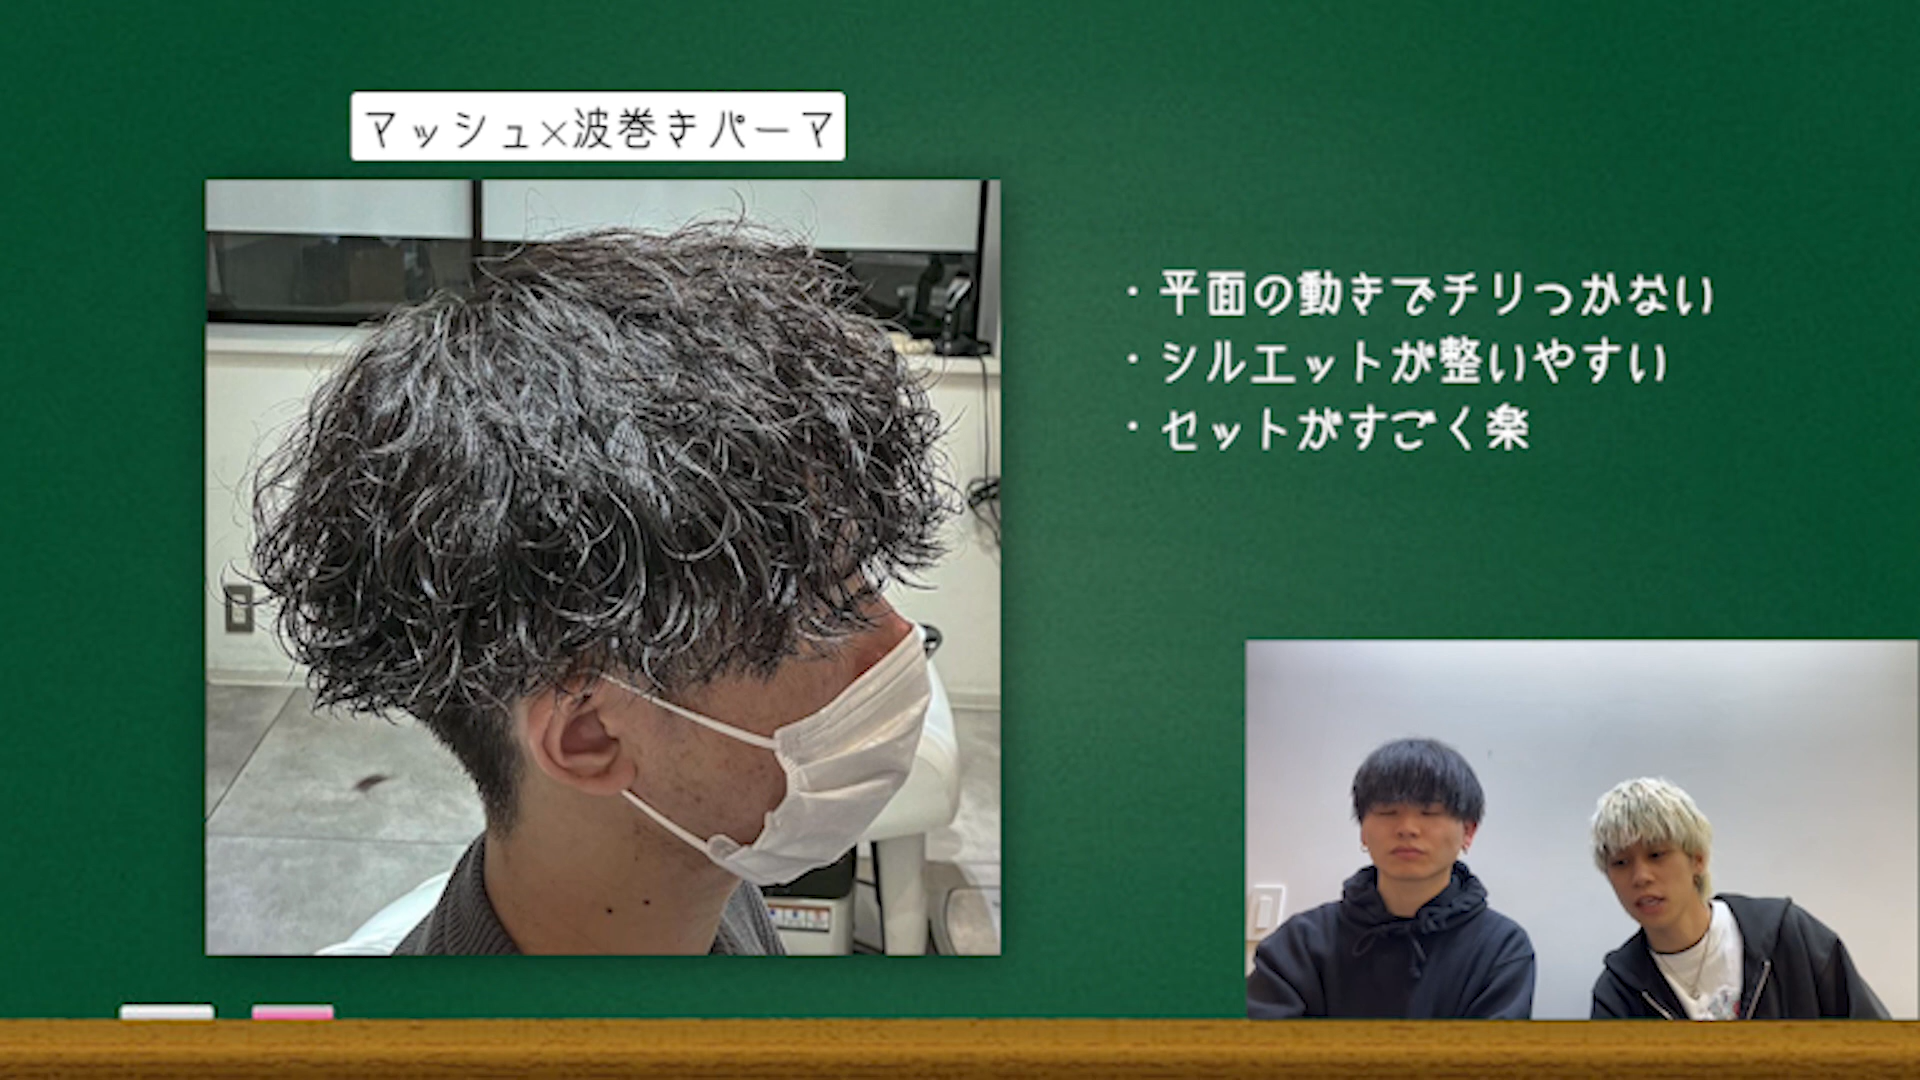 マッシュ×波巻きパーマ
・平面の動きでチリつかない
・シルエットが整いやすい
・セットがすごく楽